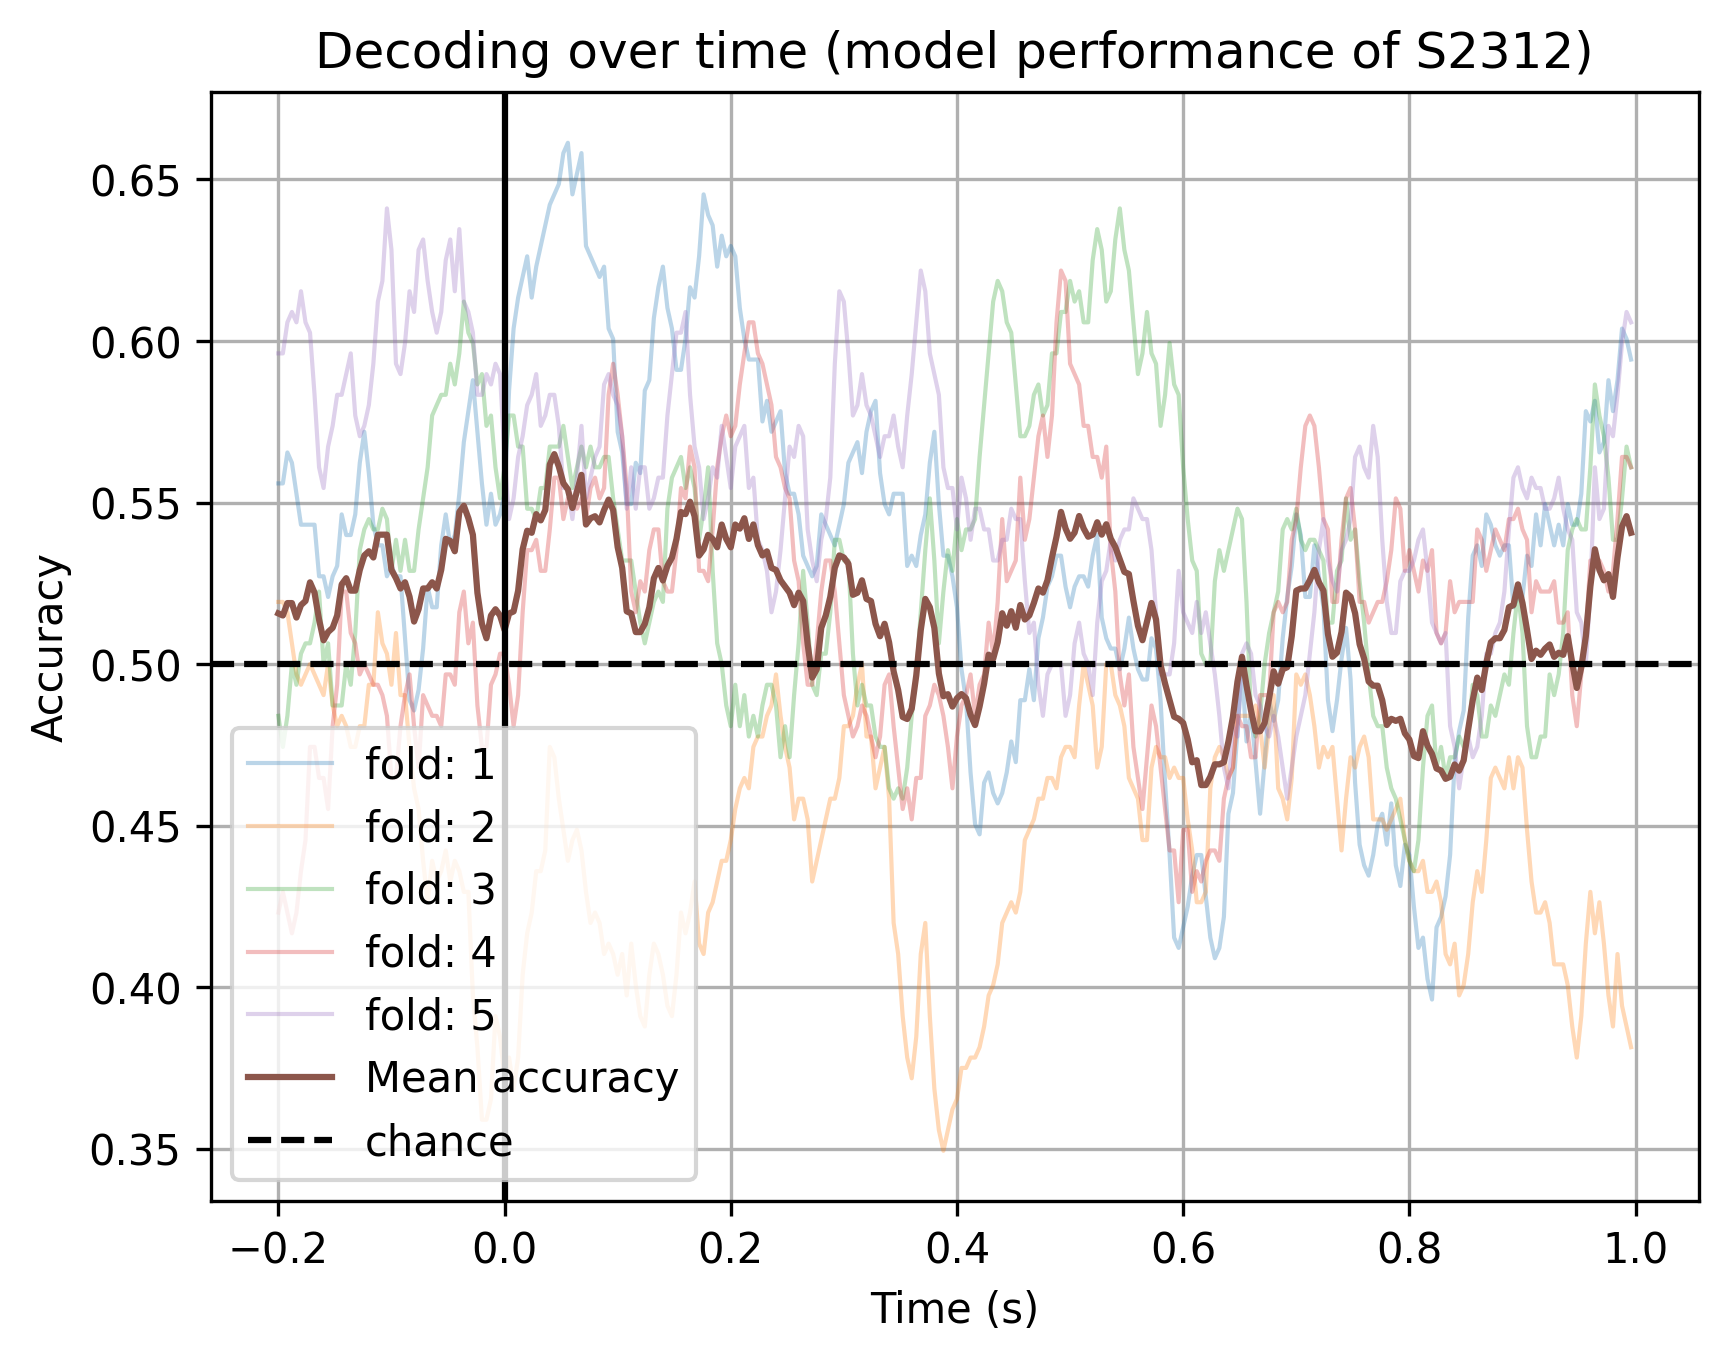 Decoding over time (model performance of S2312)
Accuracy
0.65
0.60
0.55
0.50
0.45
0.40
0.35
fold: 1
fold: 2
fold: 3
fold: 4
fold: 5
Mean accuracy
chance
−0.2 0.0 0.2 0.4 0.6 0.8 1.0
Time (s)